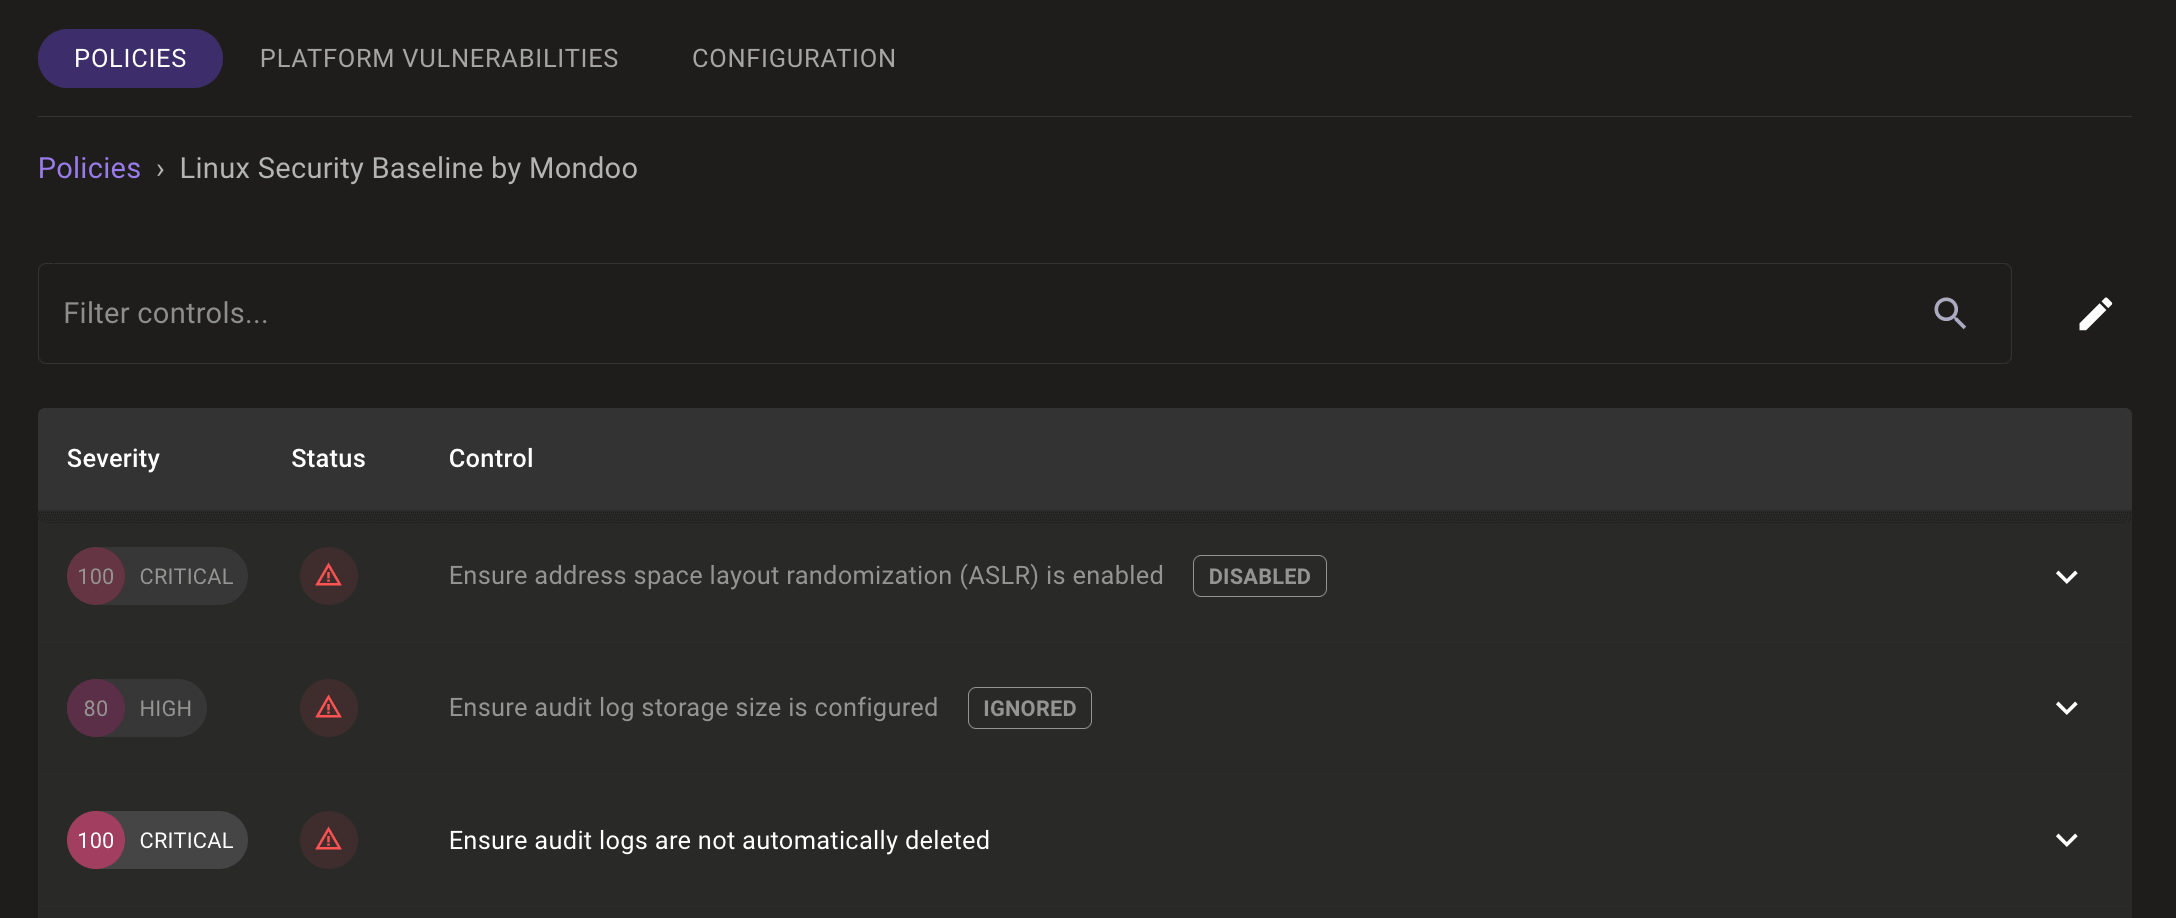 POLICIES PLATFORM VULNERABILITIES CONFIGURATION
Policies › Linux Security Baseline by Mondoo
Filter controls...
Severity Status Control
100 CRITICAL Ensure address space layout randomization (ASLR) is enabled DISABLED
80 HIGH Ensure audit log storage size is configured IGNORED
100 CRITICAL Ensure audit logs are not automatically deleted